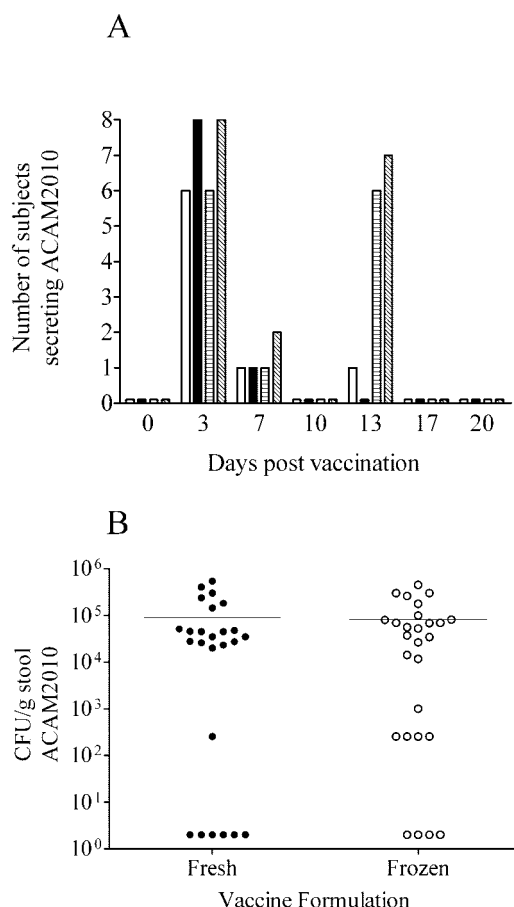 A
Number of subjects
secreting ACAM2010
8
7
6
5
4
3
2
1
0
0 3 7 10 13 17 20
Days post vaccination
B
CFU/g stool
ACAM2010
10⁶
10⁵
10⁴
10³
10²
10¹
10⁰
Fresh Frozen
Vaccine Formulation